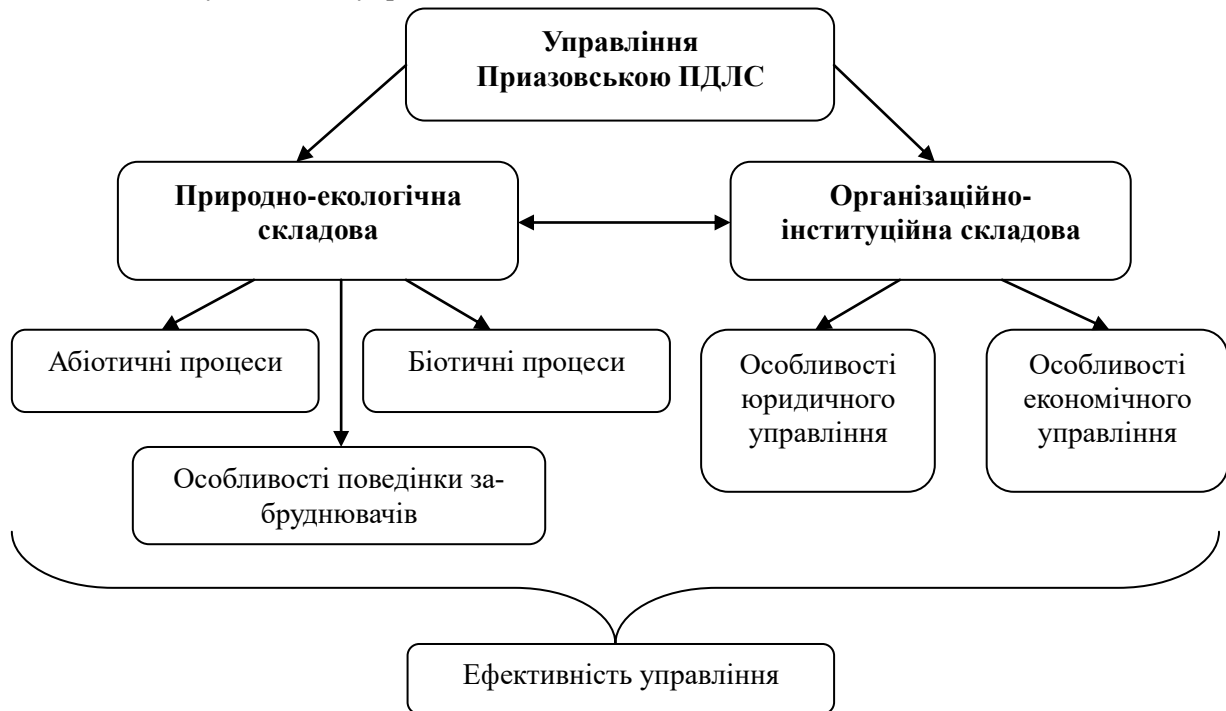 Управління
Приазовською ПДЛС
Природно-екологічна
складова
Організаційно-
інституційна складова
Абіотичні процеси
Біотичні процеси
Особливості
юридичного
управління
Особливості
економічного
управління
Особливості поведінки за-
бруднювачів
Ефективність управління